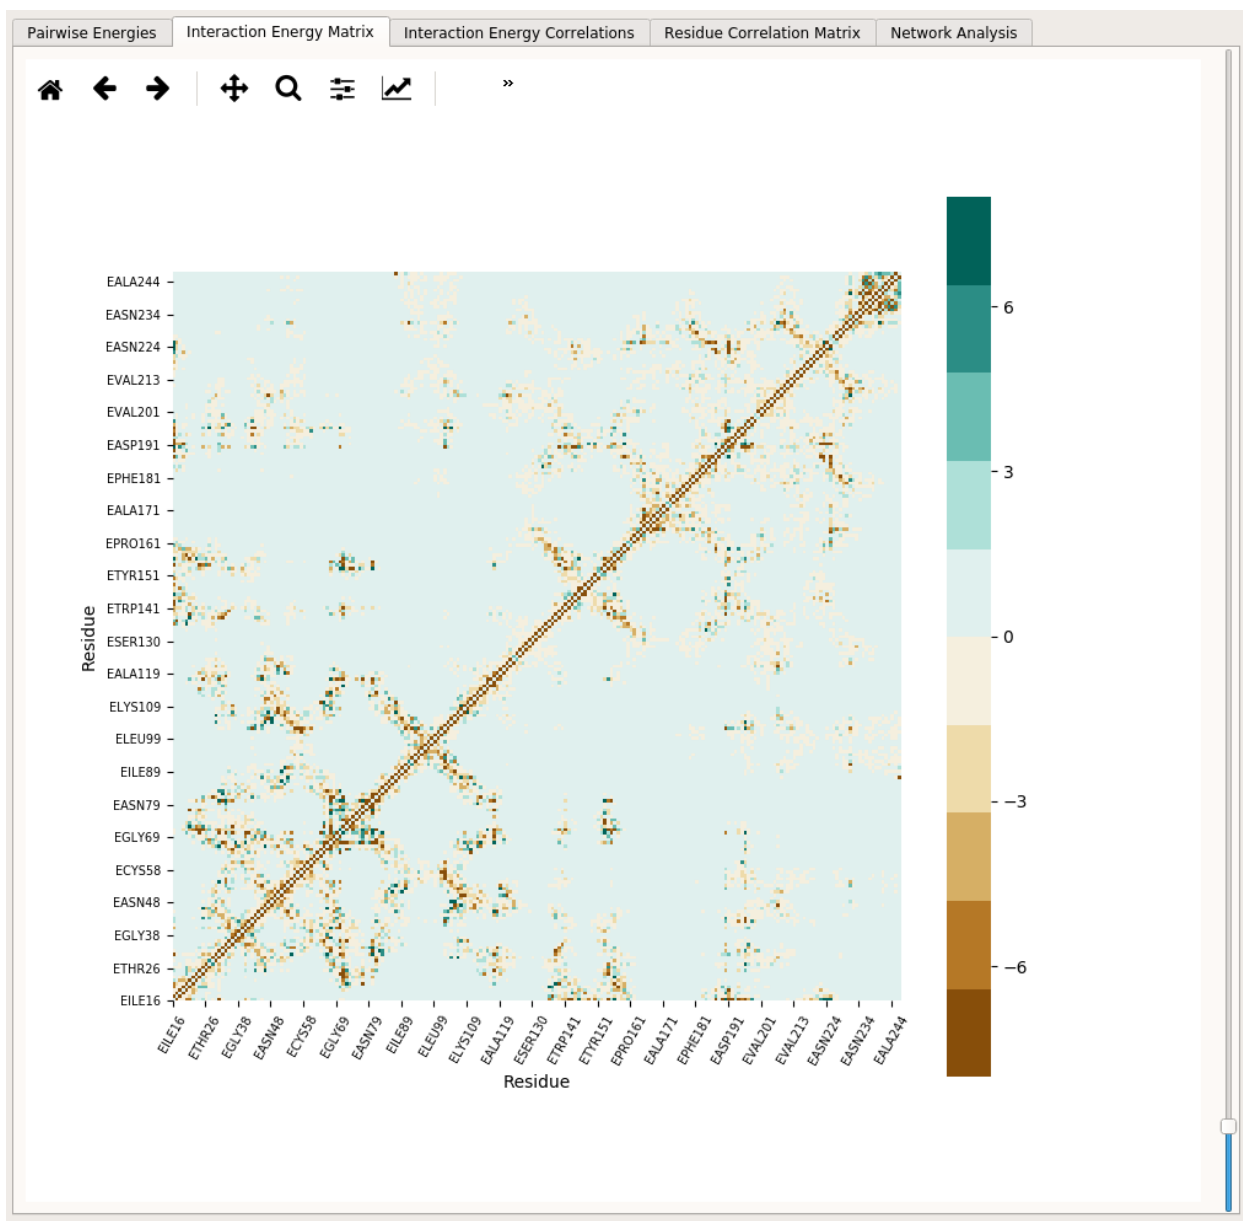 Pairwise Energies
Interaction Energy Matrix
Interaction Energy Correlations
Residue Correlation Matrix
Network Analysis
»
EALA244
EASN234
EASN224
EVAL213
EVAL201
EASP191
EPHE181
EALA171
EPRO161
ETYR151
ETRP141
ESER130
EALA119
ELYS109
ELEU99
EILE89
EASN79
EGLY69
ECYS58
EASN48
EGLY38
ETHR26
EILE16
Residue
EILE16
ETHR26
EGLY38
EASN48
ECYS58
EGLY69
EASN79
EILE89
ELEU99
ELYS109
EALA119
ESER130
ETRP141
ETYR151
EPRO161
EALA171
EPHE181
EASP191
EVAL201
EVAL213
EASN224
EASN234
EALA244
Residue
6
3
0
−3
−6